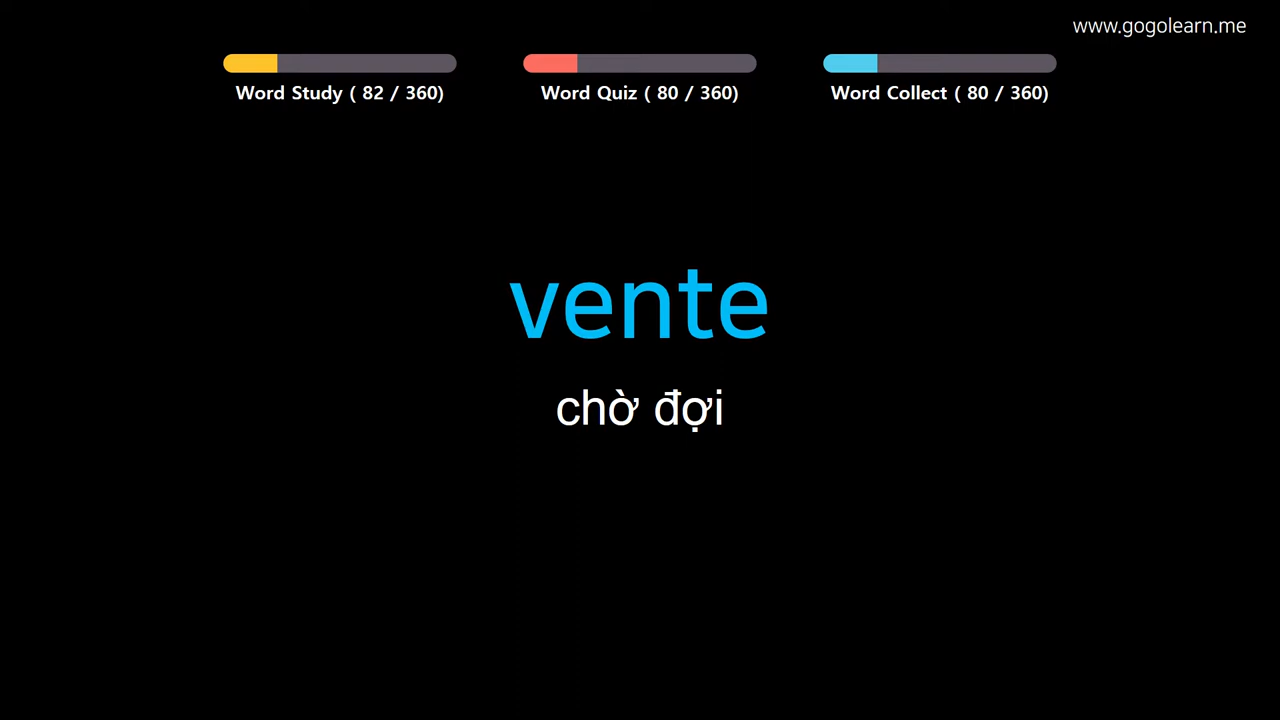 www.gogolearn.me
Word Study ( 82 / 360)
Word Quiz ( 80 / 360)
Word Collect ( 80 / 360)
vente
chờ đợi